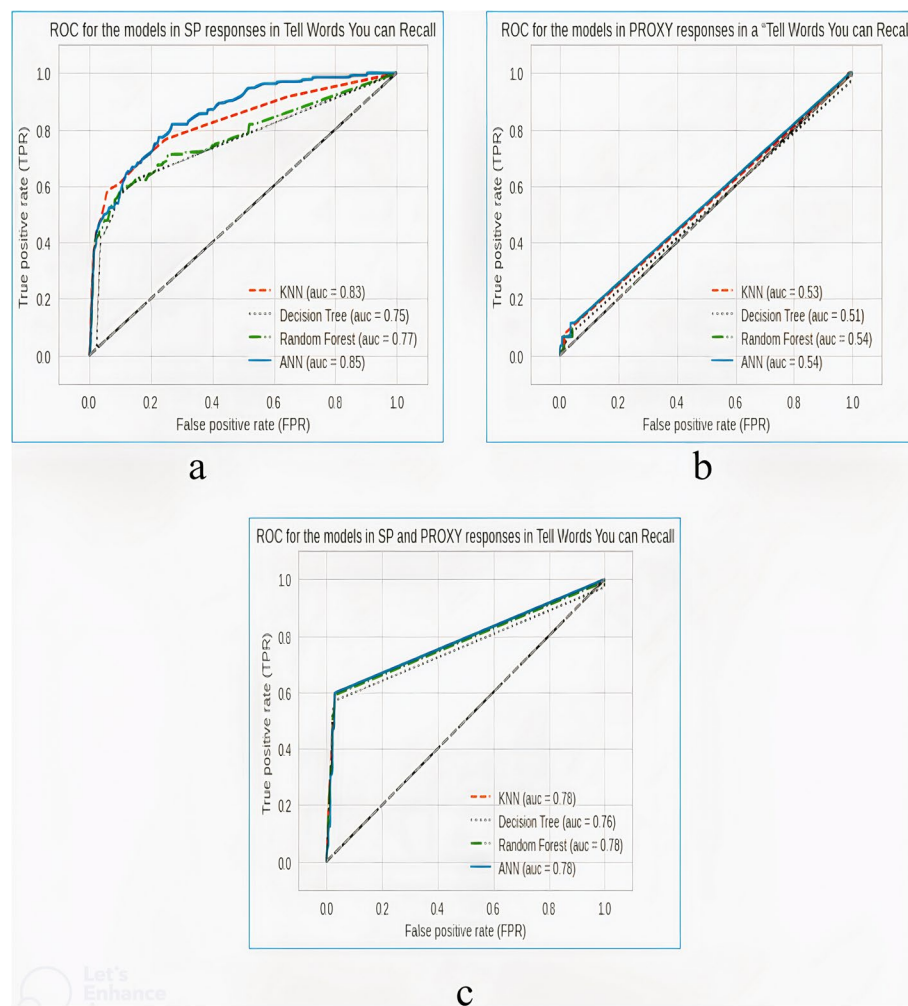 ROC for the models in SP responses in Tell Words You can Recall
True positive rate (TPR)
1.0
0.8
0.6
0.4
0.2
0.0
KNN (auc = 0.83)
Decision Tree (auc = 0.75)
Random Forest (auc = 0.77)
ANN (auc = 0.85)
0.0 0.2 0.4 0.6 0.8 1.0
False positive rate (FPR)
a
ROC for the models in PROXY responses in a “Tell Words You can Recall
True positive rate (TPR)
1.0
0.8
0.6
0.4
0.2
0.0
KNN (auc = 0.53)
Decision Tree (auc = 0.51)
Random Forest (auc = 0.54)
ANN (auc = 0.54)
0.0 0.2 0.4 0.6 0.8 1.0
False positive rate (FPR)
b
ROC for the models in SP and PROXY responses in Tell Words You can Recall
True positive rate (TPR)
1.0
0.8
0.6
0.4
0.2
0.0
KNN (auc = 0.78)
Decision Tree (auc = 0.76)
Random Forest (auc = 0.78)
ANN (auc = 0.78)
0.0 0.2 0.4 0.6 0.8 1.0
False positive rate (FPR)
c
Let's
Enhance